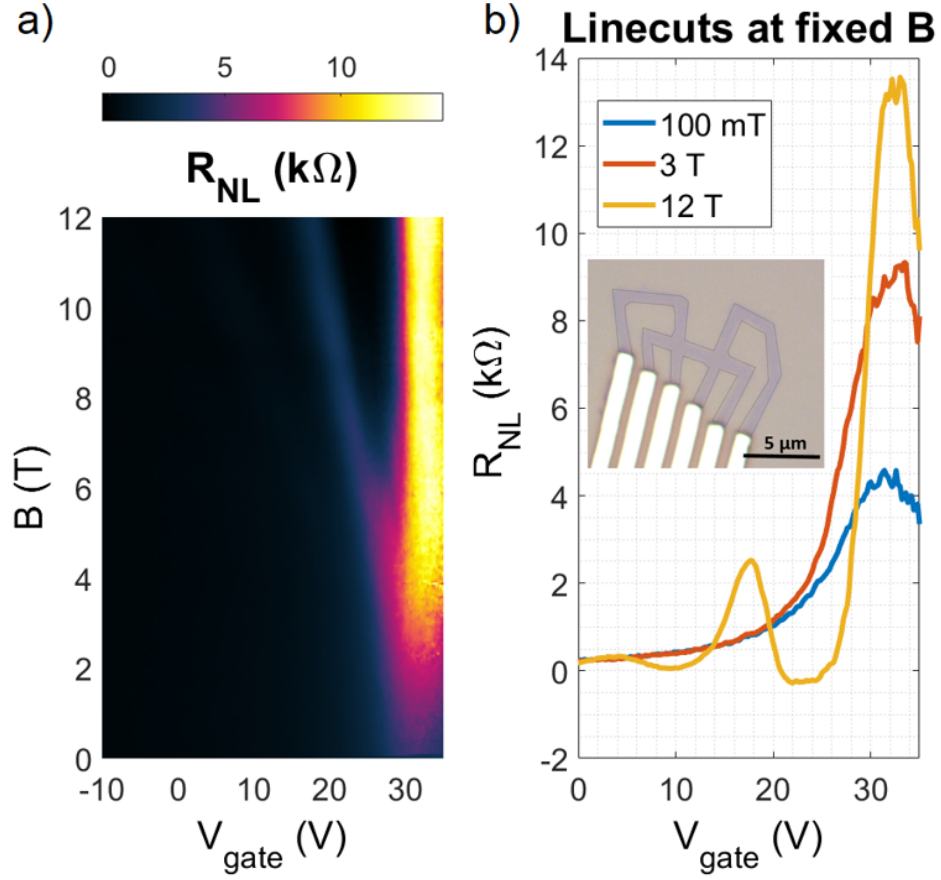 a)
0 5 10
R_NL (kΩ)
12
10
8
6
4
2
0
B (T)
-10 0 10 20 30
V_gate (V)
b) Linecuts at fixed B
14
12
10
8
6
4
2
0
-2
R_NL (kΩ)
100 mT
3 T
12 T
5 μm
0 10 20 30
V_gate (V)